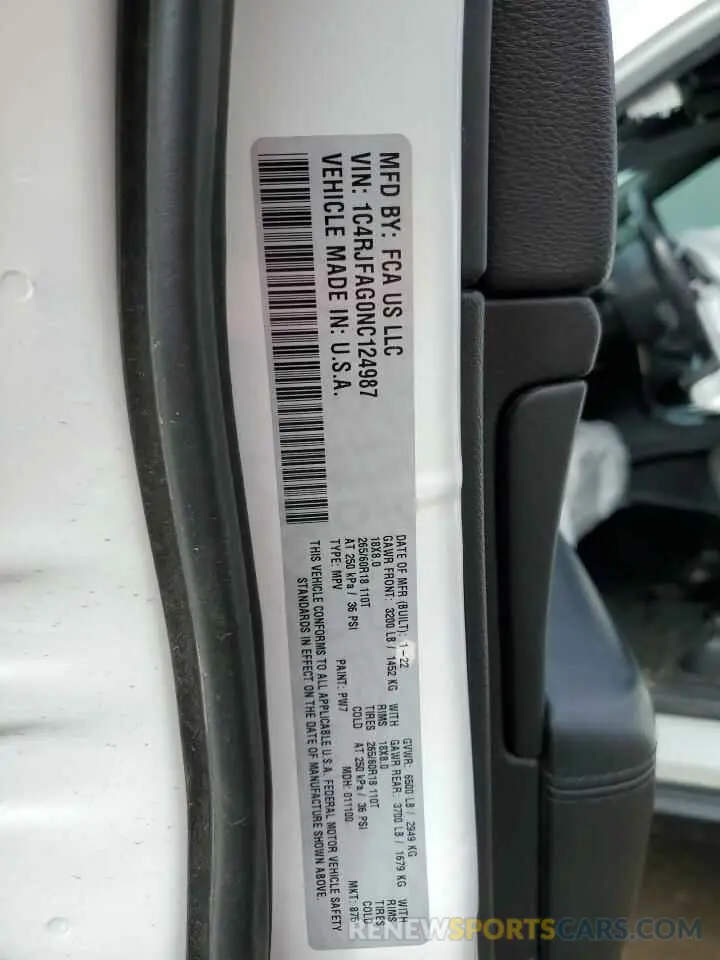 MFD BY: FCA US LLC
VIN: 1C4RJFAG0NC124987
VEHICLE MADE IN: U.S.A.
DATE OF MFR (BUILT): 1-22 GVWR: 6500 LB / 2949 KG
GAWR FRONT: 3200 LB / 1452 KG WITH GAWR REAR: 3700 LB / 1679 KG WITH
18X8.0 RIMS 18X8.0 RIMS
265/60R18 110T TIRES 265/60R18 110T TIRES
AT 250 kPa / 36 PSI COLD AT 250 kPa / 36 PSI COLD
TYPE: MPV PAINT: PW7 MDH: 011100 MKT:
THIS VEHICLE CONFORMS TO ALL APPLICABLE U.S.A. FEDERAL MOTOR VEHICLE SAFETY
STANDARDS IN EFFECT ON THE DATE OF MANUFACTURE SHOWN ABOVE.
RENEWSPORTSCARS.COM